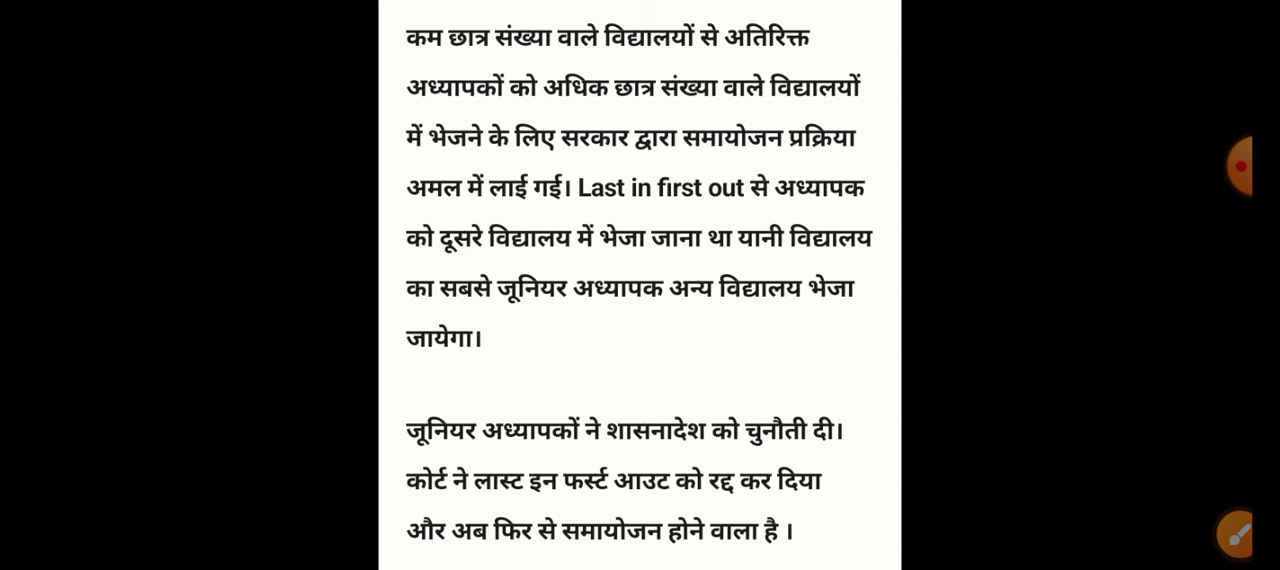 कम छात्र संख्या वाले विद्यालयों से अतिरिक्त
अध्यापकों को अधिक छात्र संख्या वाले विद्यालयों
में भेजने के लिए सरकार द्वारा समायोजन प्रक्रिया
अमल में लाई गई। Last in first out से अध्यापक
को दूसरे विद्यालय में भेजा जाना था यानी विद्यालय
का सबसे जूनियर अध्यापक अन्य विद्यालय भेजा
जायेगा।
जूनियर अध्यापकों ने शासनादेश को चुनौती दी।
कोर्ट ने लास्ट इन फर्स्ट आउट को रद्द कर दिया
और अब फिर से समायोजन होने वाला है ।